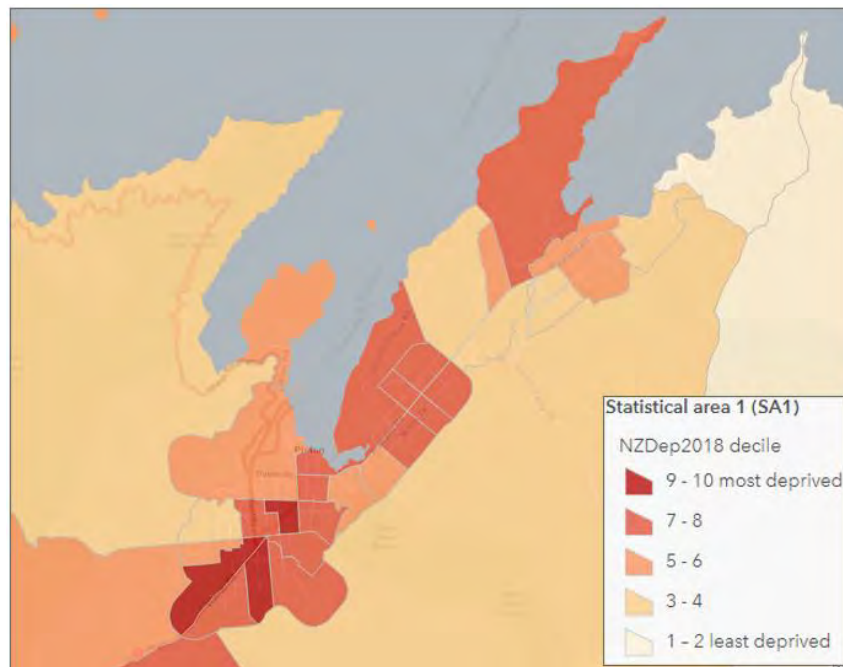 Picton
Statistical area 1 (SA1)
NZDep2018 decile
9 - 10 most deprived
7 - 8
5 - 6
3 - 4
1 - 2 least deprived